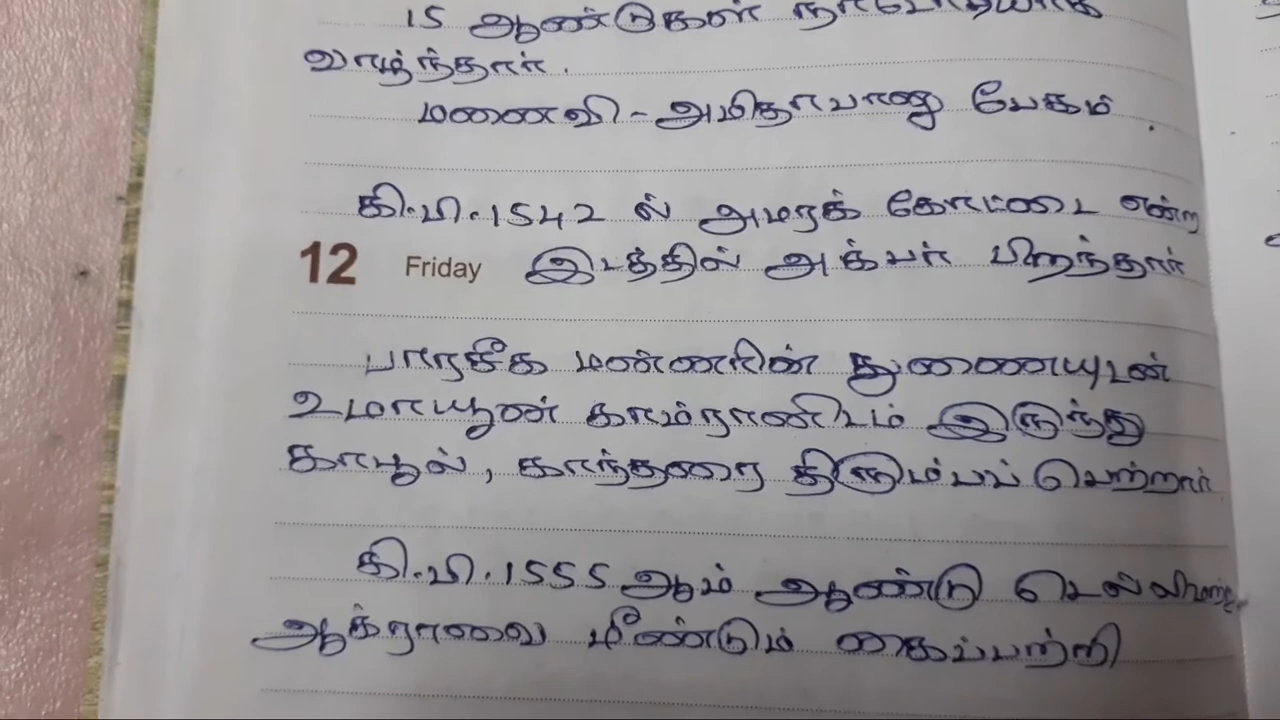 15 ஆண்டுகள் நாடோடியாக
வாழ்ந்தார்.
மனைவி - அமிதாபானு பேகம்.
கி.பி.1542 ல் அமரக் கோட்டை என்ற
12 Friday இடத்தில் அக்பர் பிறந்தார்
பாரசீக மன்னரின் துணையுடன்
உமாயூன் காம்ரானிடம் இருந்து
காபூல், காந்தரை திரும்பப் பெற்றார்
கி.பி.1555 ஆம் ஆண்டு டெல்லி
ஆக்ராவை மீண்டும் கைப்பற்றி